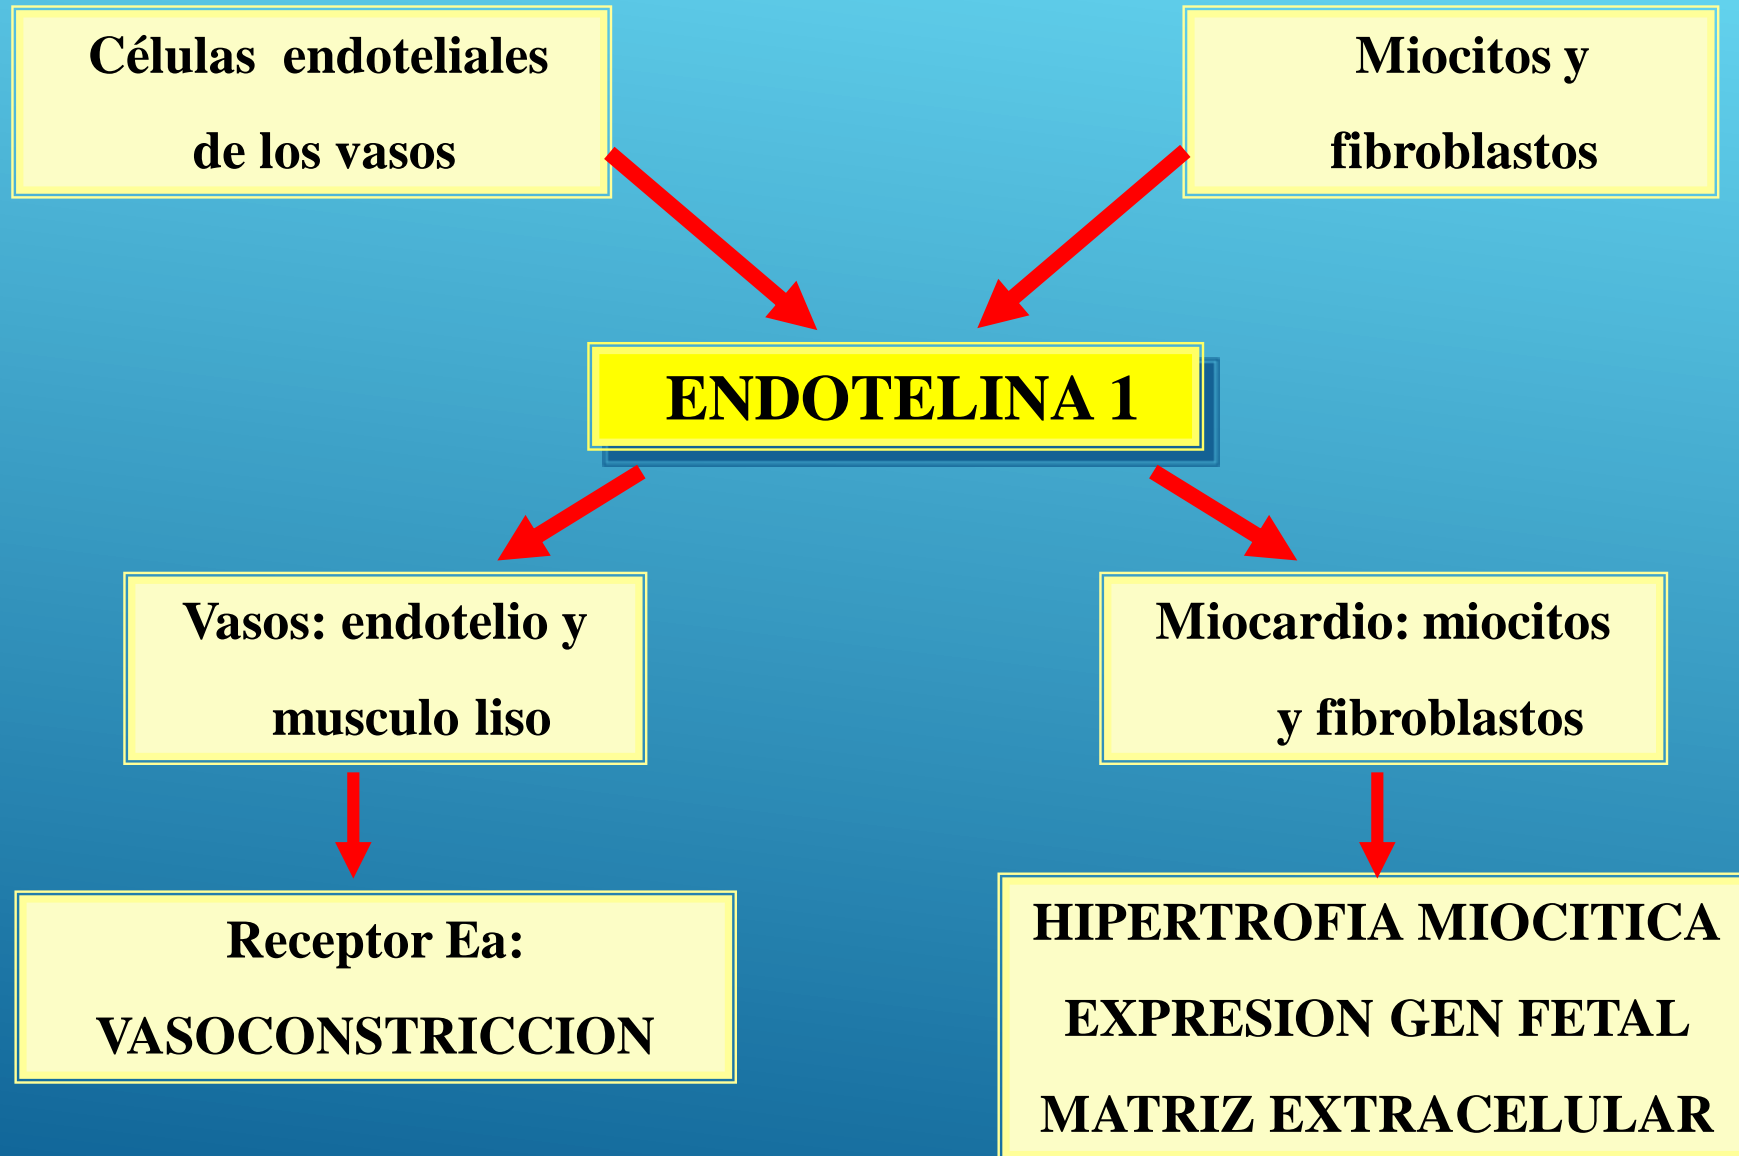 Células endoteliales
de los vasos
Miocitos y
fibroblastos
ENDOTELINA 1
Vasos: endotelio y
musculo liso
Miocardio: miocitos
y fibroblastos
Receptor Ea:
VASOCONSTRICCION
HIPERTROFIA MIOCITICA
EXPRESION GEN FETAL
MATRIZ EXTRACELULAR